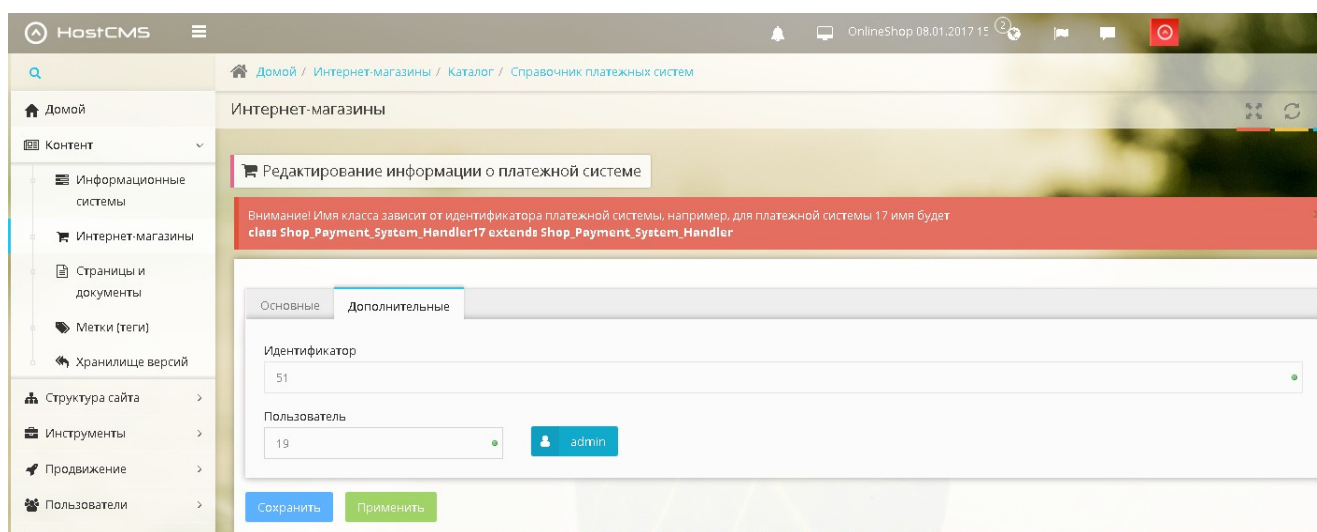 HostCMS
OnlineShop 08.01.2017 15
2
Домой / Интернет-магазины / Каталог / Справочник платежных систем
Домой
Интернет-магазины
Контент
Редактирование информации о платежной системе
Информационные
системы
Внимание! Имя класса зависит от идентификатора платежной системы, например, для платежной системы 17 имя будет
class Shop_Payment_System_Handler17 extends Shop_Payment_System_Handler
Интернет-магазины
Страницы и
документы
Метки (теги)
Хранилище версий
Структура сайта
Инструменты
Продвижение
Пользователи
Основные
Дополнительные
Идентификатор
51
Пользователь
19
admin
Сохранить
Применить